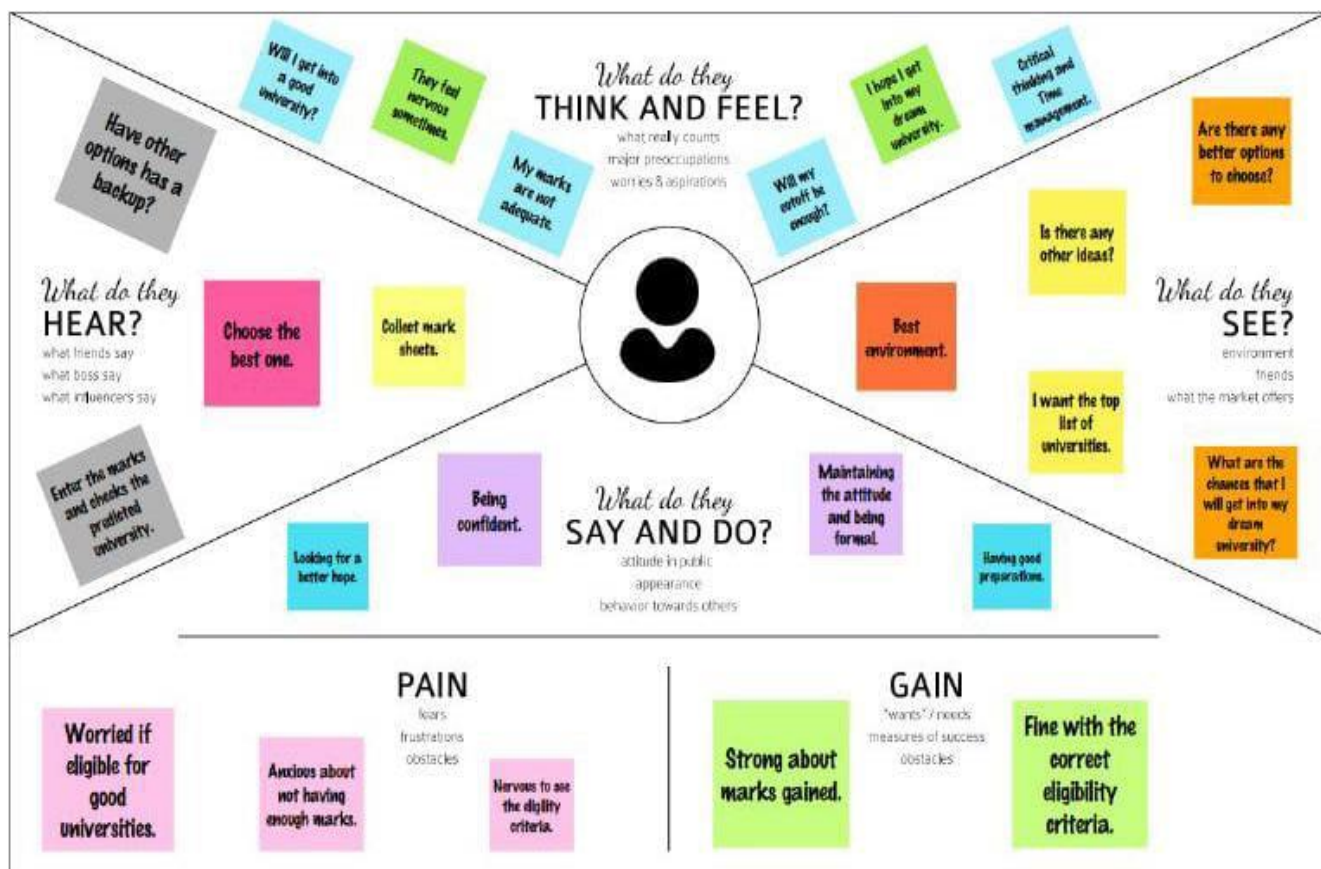 Will I get into
a good
university?
They feel
nervous
sometimes.
My marks
are not
adequate.
What do they
THINK AND FEEL?
what really counts
major preoccupations
worries & aspirations
Will my
cutoff be
enough?
I hope I get
into my
dream
university.
Critical
thinking and
Time
management.
Have other
options has a
backup?
What do they
HEAR?
what friends say
what boss say
what influencers say
Choose the
best one.
Collect mark
sheets.
Enter the marks
and checks the
prudisted
university.
Best
environment.
Is there any
other ideas?
I want the top
list of
universities.
Are there any
better options
to choose?
What do they
SEE?
environment
friends
what the market offers
What are the
chances that I
will get into my
dream
university?
Looking for a
better hope.
Being
confident.
What do they
SAY AND DO?
attitude in public
appearance
behavior towards others
Maintaining
the attitude
and being
formal.
Having good
preparations.
PAIN
fears
frustrations
obstacles
Worried if
eligible for
good
universities.
Anxious about
not having
enough marks.
Nervous to see
the eliglity
criteria.
GAIN
"wants" / needs
measures of success
obstacles
Strong about
marks gained.
Fine with the
correct
eligibility
criteria.